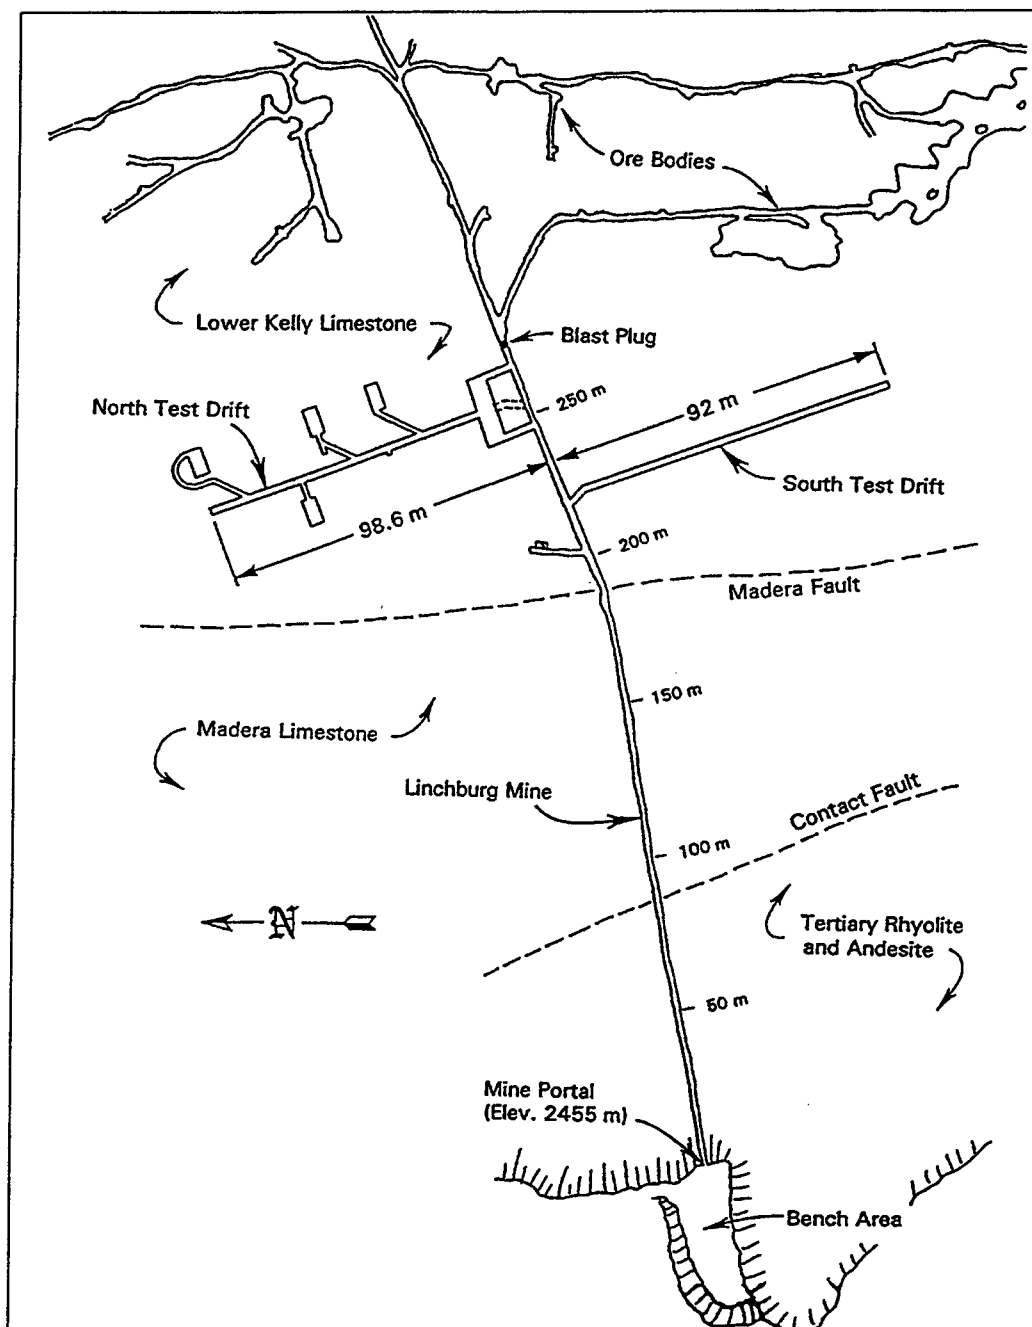 Ore Bodies
Lower Kelly Limestone
Blast Plug
North Test Drift
250 m
92 m
South Test Drift
98.6 m
200 m
Madera Fault
150 m
Madera Limestone
Linchburg Mine
Contact Fault
100 m
N
Tertiary Rhyolite
and Andesite
50 m
Mine Portal
(Elev. 2455 m)
Bench Area